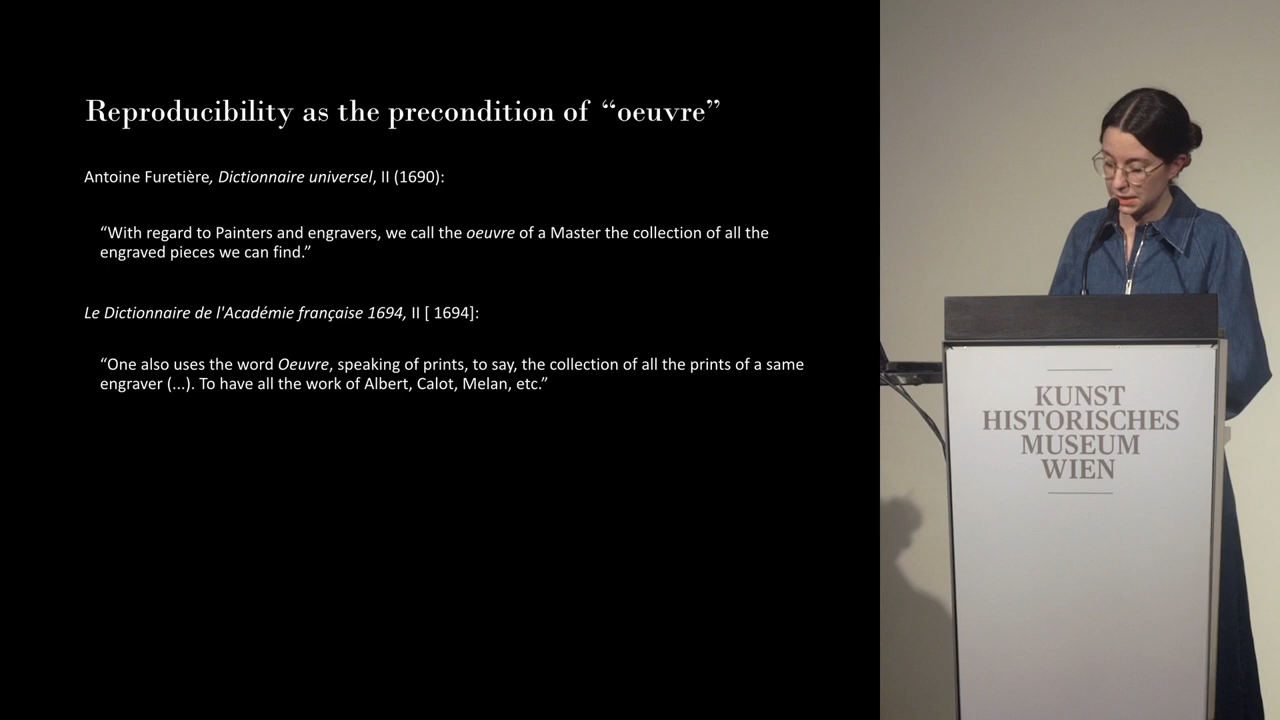 Reproducibility as the precondition of “oeuvre”
Antoine Furetière, Dictionnaire universel, II (1690):
“With regard to Painters and engravers, we call the oeuvre of a Master the collection of all the
engraved pieces we can find.”
Le Dictionnaire de l'Académie française 1694, II [ 1694]:
“One also uses the word Oeuvre, speaking of prints, to say, the collection of all the prints of a same
engraver (...). To have all the work of Albert, Calot, Melan, etc.”
KUNST
HISTORISCHES
MUSEUM
WIEN